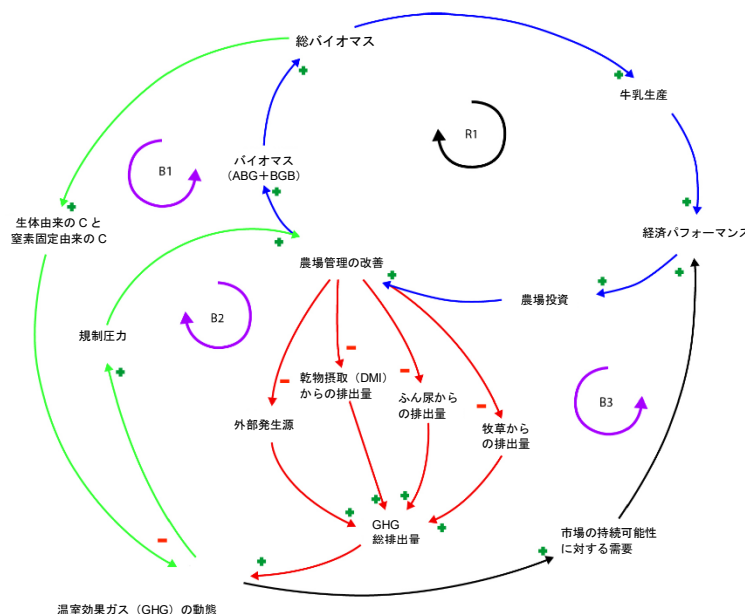 総バイオマス
牛乳生産
R1
B1
バイオマス
(ABG+BGB)
生体由来の C と
窒素固定由来の C
経済パフォーマンス
農場管理の改善
農場投資
B2
規制圧力
乾物摂取(DMI)
からの排出量
ふん尿から
の排出量
外部発生源
牧草から
の排出量
B3
GHG
総排出量
市場の持続可能性
に対する需要
温室効果ガス(GHG)の動態